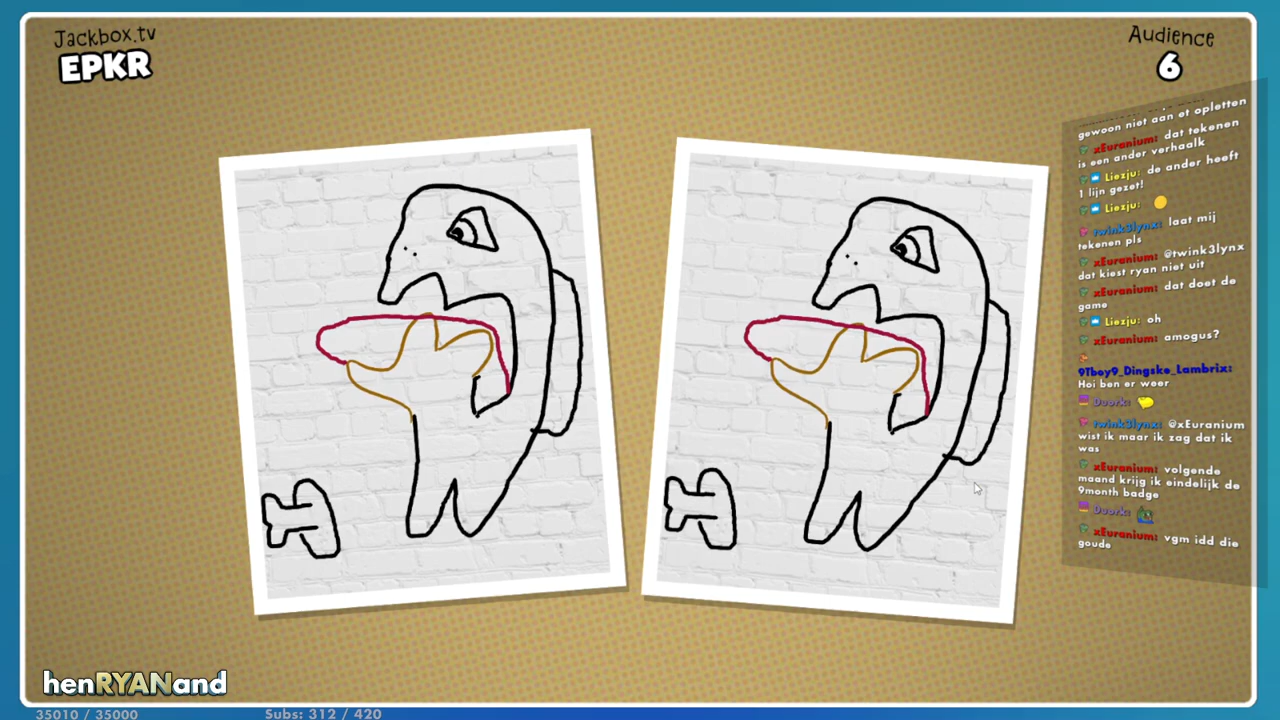 Jackbox.tv
EPKR
Audience
6
gewoon niet aan et opletten
xEuranium: dat tekenen
is een ander verhaalk
Liezju: de ander heeft
1 lijn gezet!
Liezju:
twink3lynx: laat mij
tekenen pls
xEuranium: @twink3lynx
dat kiest ryan niet uit
xEuranium: dat doet de
game
Liezju: oh
xEuranium: amogus?
9Tboy9_Dingske_Lambrix:
Hoi ben er weer
Duork:
twink3lynx: @xEuranium
wist ik maar ik zag dat ik
was
xEuranium: volgende
maand krijg ik eindelijk de
9month badge
Duork:
xEuranium: vgm idd die
goude
henRYANand
35010 / 35000
Subs: 312 / 420